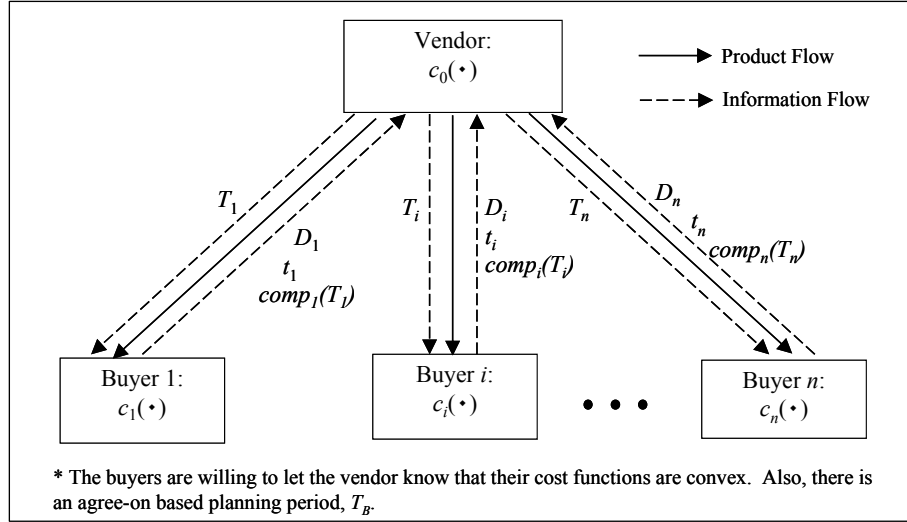 Vendor:
c₀(·)
Product Flow
Information Flow
T₁
D₁
t₁
comp₁(T₁)
Tᵢ
Dᵢ
tᵢ
compᵢ(Tᵢ)
Tₙ
Dₙ
tₙ
compₙ(Tₙ)
Buyer 1:
c₁(·)
Buyer i:
cᵢ(·)
• • •
Buyer n:
cₙ(·)
* The buyers are willing to let the vendor know that their cost functions are convex. Also, there is
an agree-on based planning period, T_B.